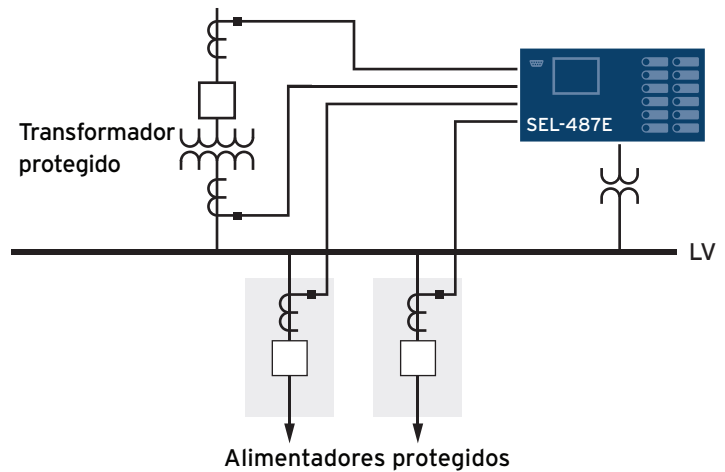 SEL-487E
Transformador
protegido
LV
Alimentadores protegidos